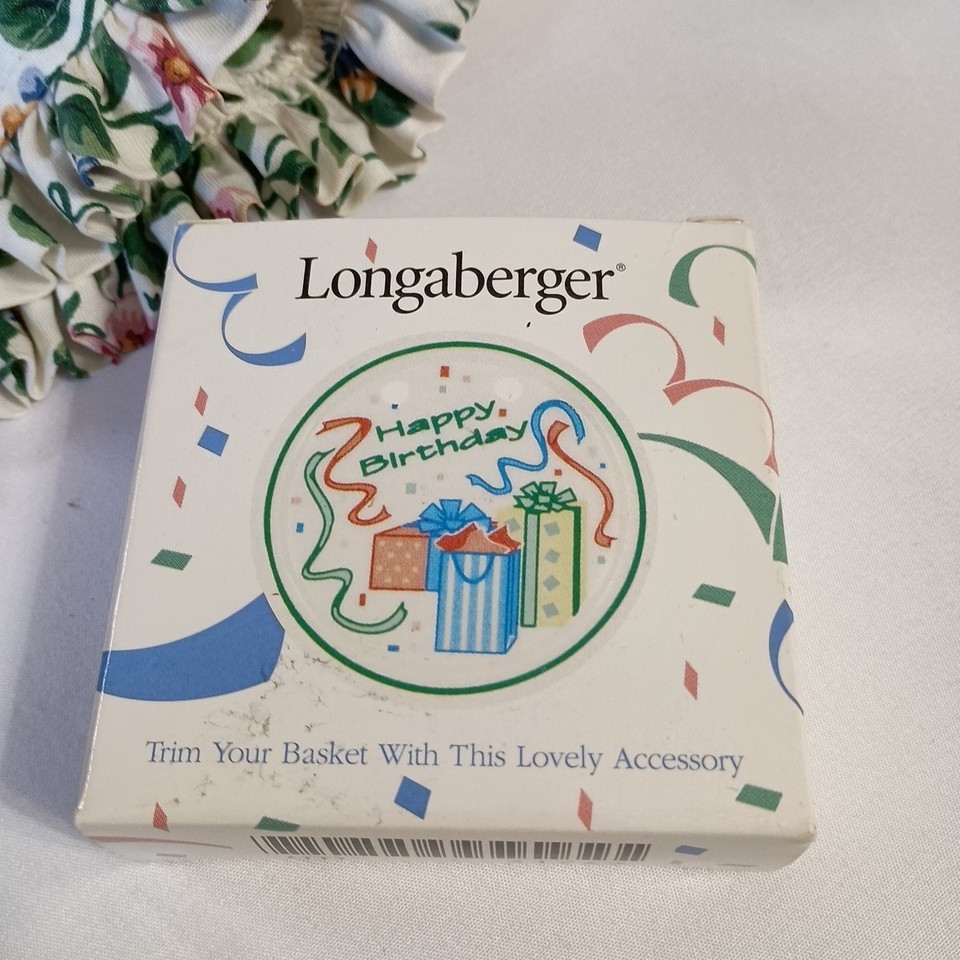 Longaberger®
Happy
Birthday
Trim Your Basket With This Lovely Accessory